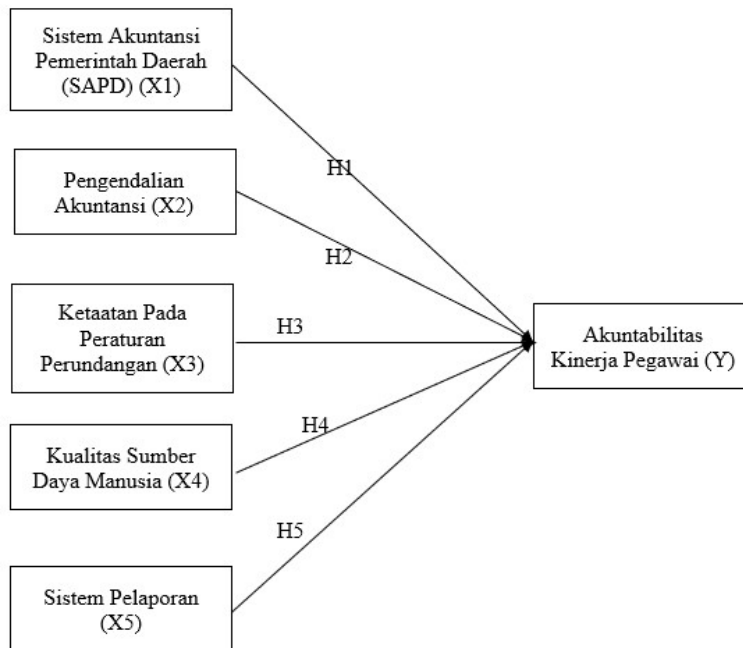 Sistem Akuntansi
Pemerintah Daerah
(SAPD) (X1)
H1
Pengendalian
Akuntansi (X2)
H2
Ketaatan Pada
Peraturan
Perundangan (X3)
H3
Akuntabilitas
Kinerja Pegawai (Y)
Kualitas Sumber
Daya Manusia (X4)
H4
H5
Sistem Pelaporan
(X5)